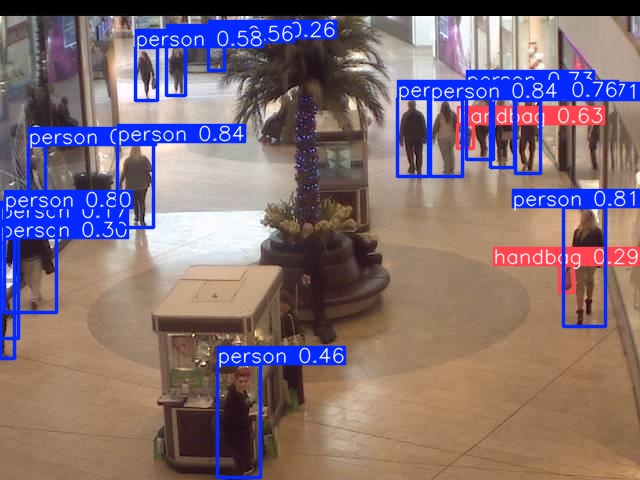 person 0.58
0.56
0.26
person 0.73
person 0.84
0.76
71
handbag 0.63
person
person 0.84
person 0.80
person 0.17
person 0.30
person 0.81
handbag 0.29
person 0.46